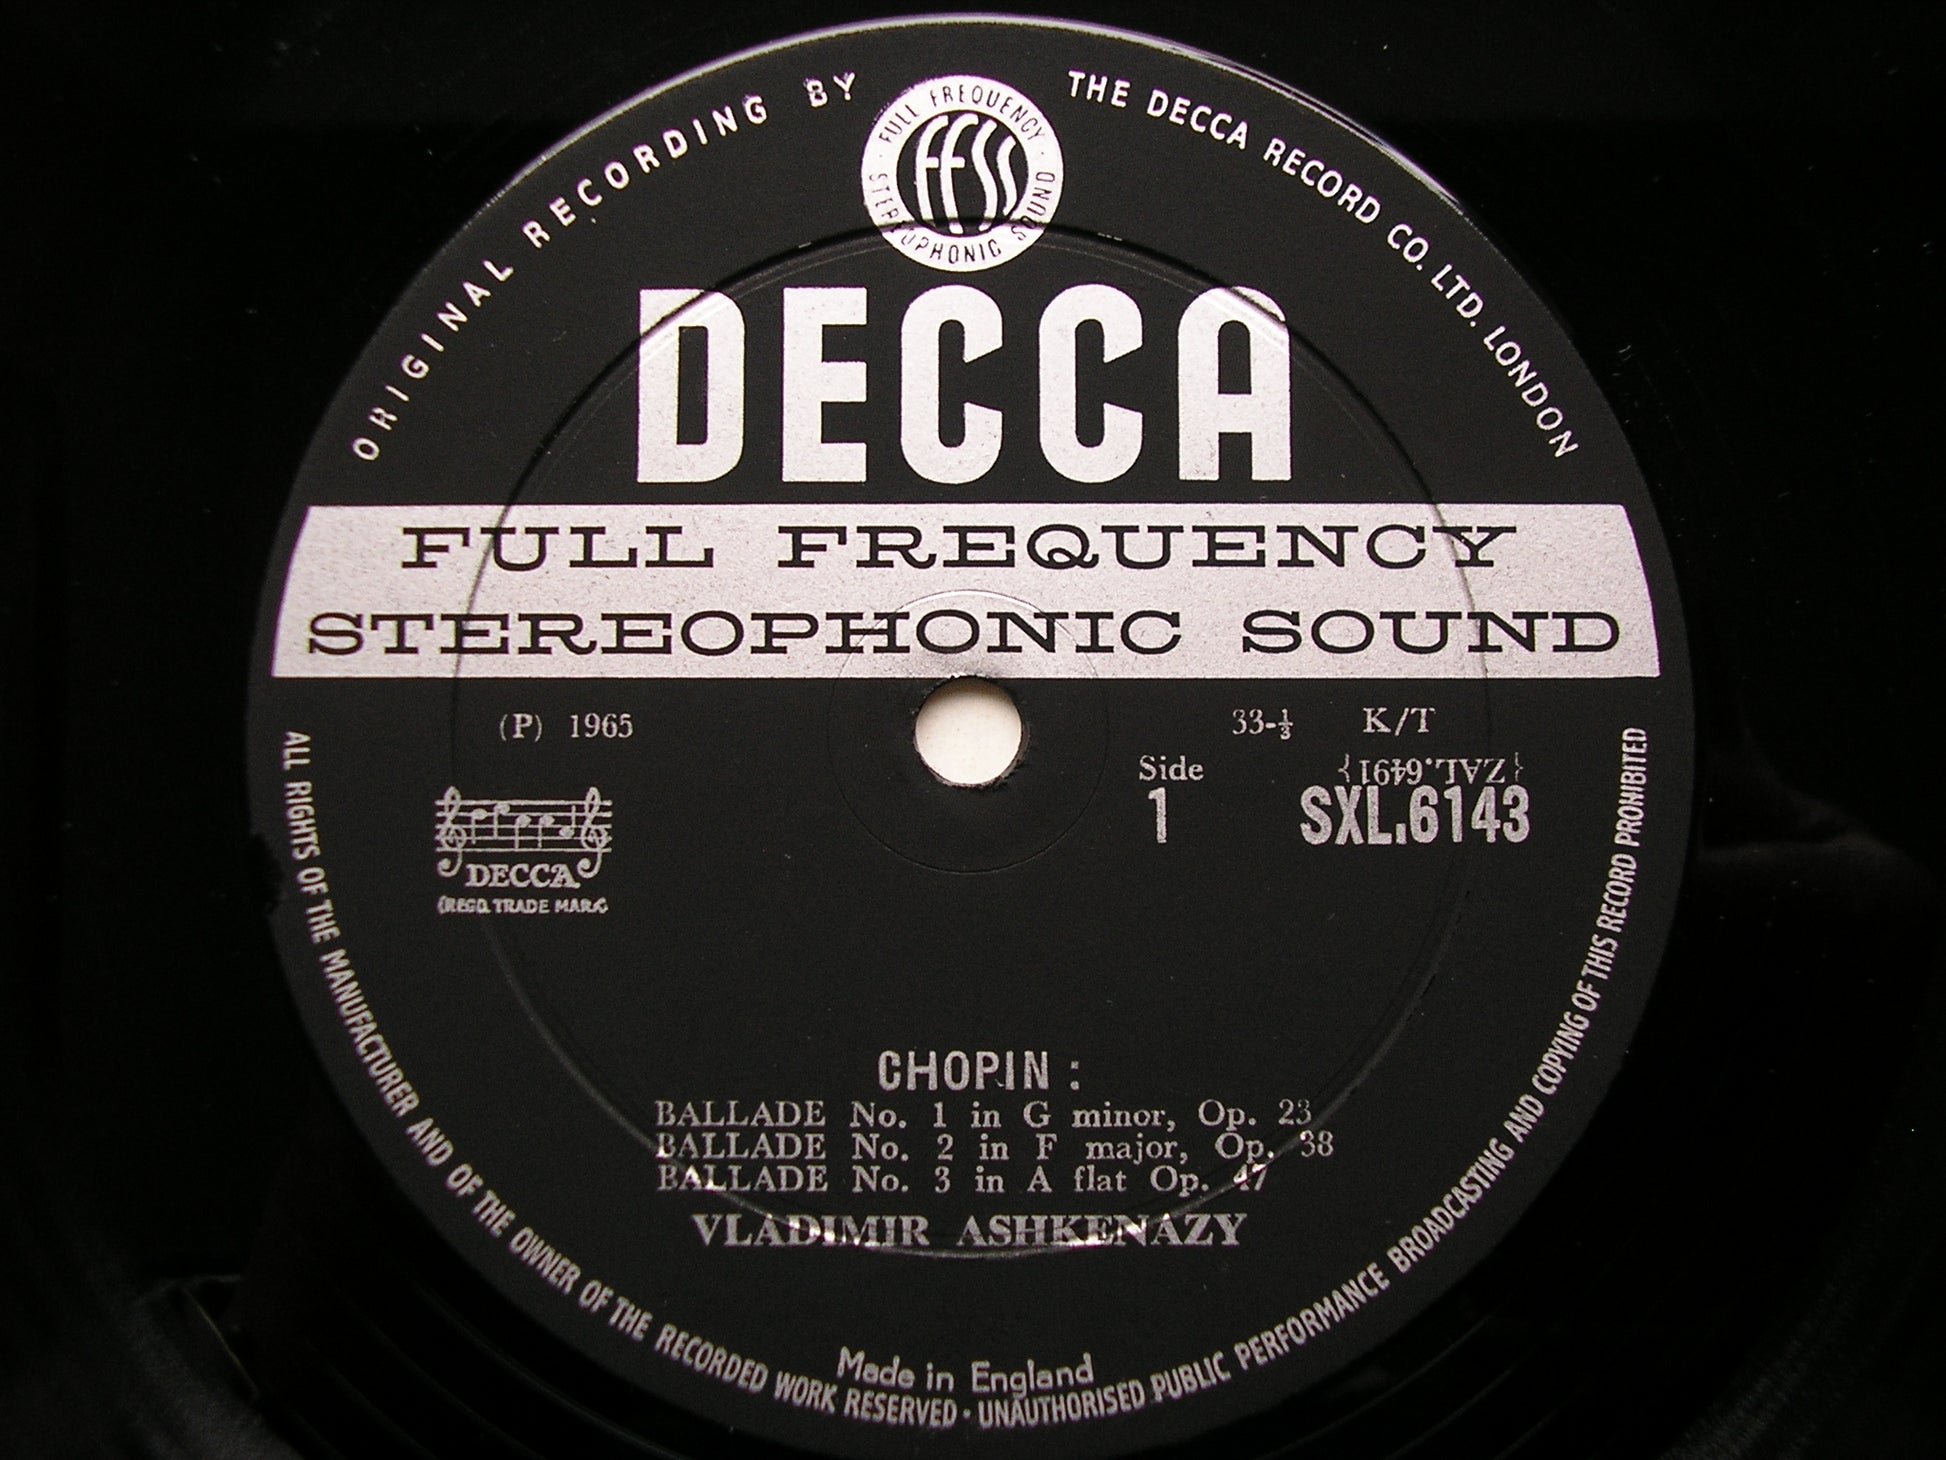 ORIGINAL RECORDING BY THE DECCA RECORD CO. LTD. LONDON
FULL FREQUENCY STEREOPHONIC SOUND
FFSS
DECCA
FULL FREQUENCY
STEREOPHONIC SOUND
(P) 1965
33-⅓ K/T
Side
1
{ZAL.6491}
SXL.6143
DECCA
(REGD. TRADE MARK)
CHOPIN :
BALLADE No. 1 in G minor, Op. 23
BALLADE No. 2 in F major, Op. 38
BALLADE No. 3 in A flat Op. 47
VLADIMIR ASHKENAZY
Made in England
ALL RIGHTS OF THE MANUFACTURER AND OF THE OWNER OF THE RECORDED WORK RESERVED · UNAUTHORISED PUBLIC PERFORMANCE BROADCASTING AND COPYING OF THIS RECORD PROHIBITED